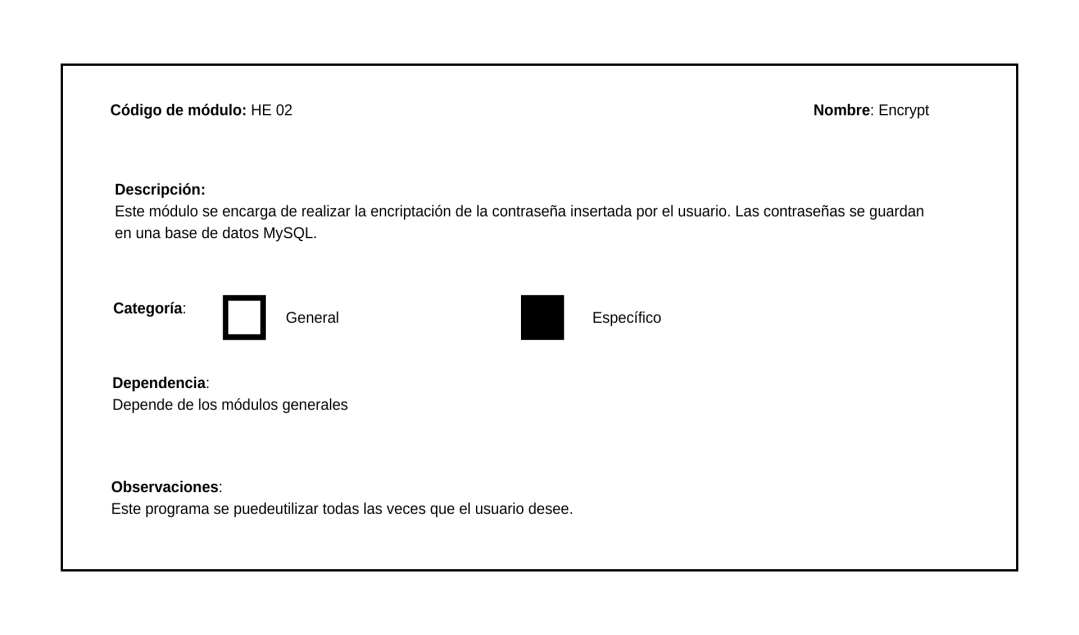 Código de módulo: HE 02
Nombre: Encrypt
Descripción:
Este módulo se encarga de realizar la encriptación de la contraseña insertada por el usuario. Las contraseñas se guardan
en una base de datos MySQL.
Categoría:
General
Específico
Dependencia:
Depende de los módulos generales
Observaciones:
Este programa se puedeutilizar todas las veces que el usuario desee.